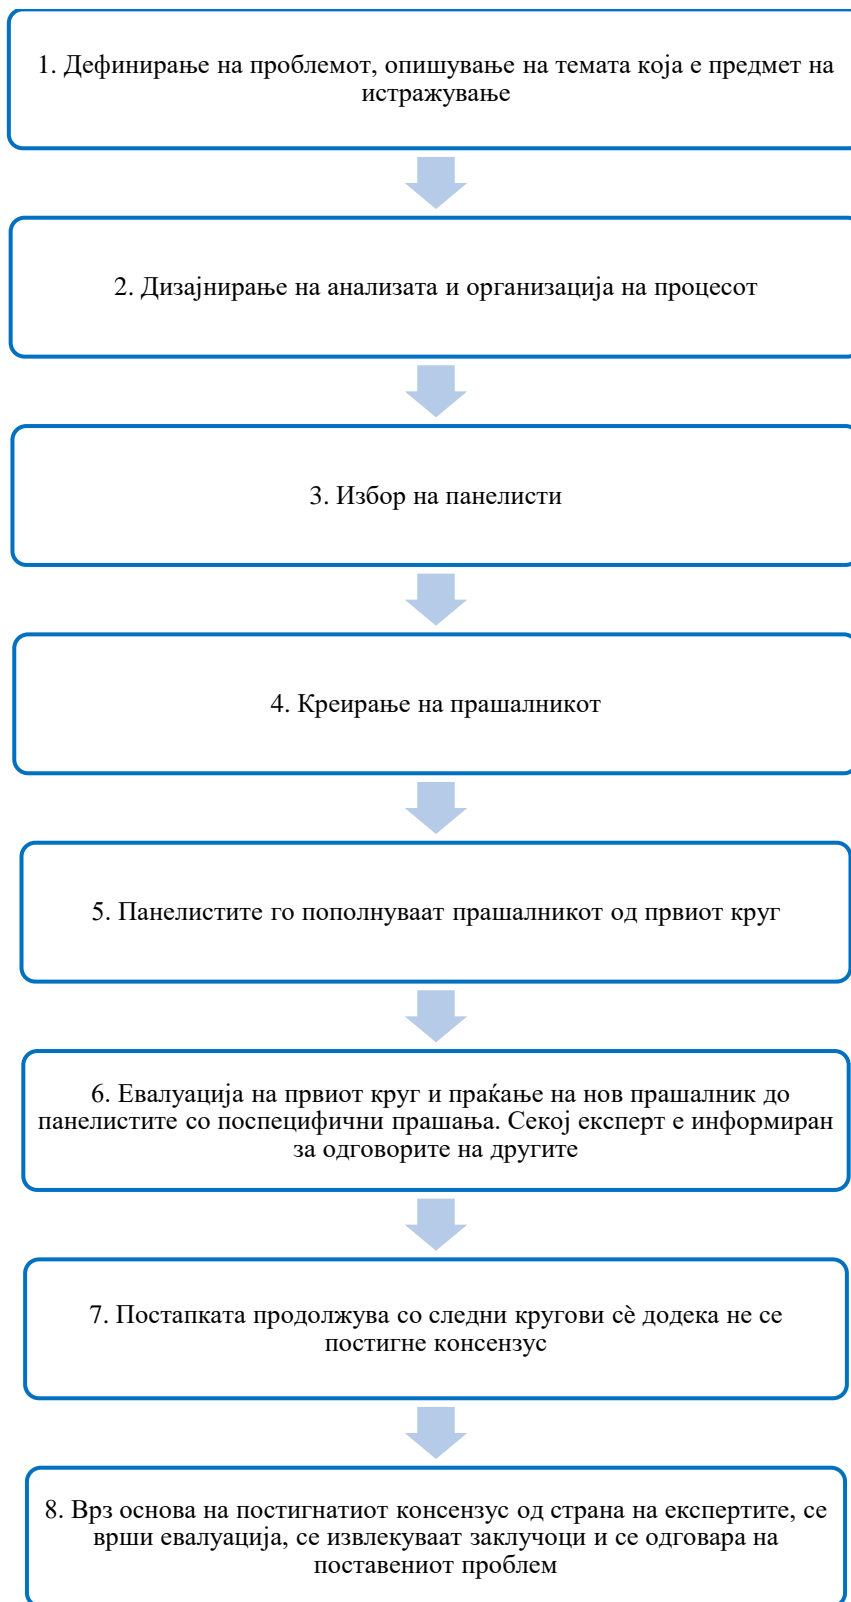 1. Дефинирање на проблемот, опишување на темата која е предмет на
истражување
2. Дизајнирање на анализата и организација на процесот
3. Избор на панелисти
4. Креирање на прашалникот
5. Панелистите го пополнуваат прашалникот од првиот круг
6. Евалуација на првиот круг и праќање на нов прашалник до
панелистите со поспецифични прашања. Секој експерт е информиран
за одговорите на другите
7. Постапката продолжува со следни кругови сѐ додека не се
постигне консензус
8. Врз основа на постигнатиот консензус од страна на експертите, се
врши евалуација, се извлекуваат заклучоци и се одговара на
поставениот проблем